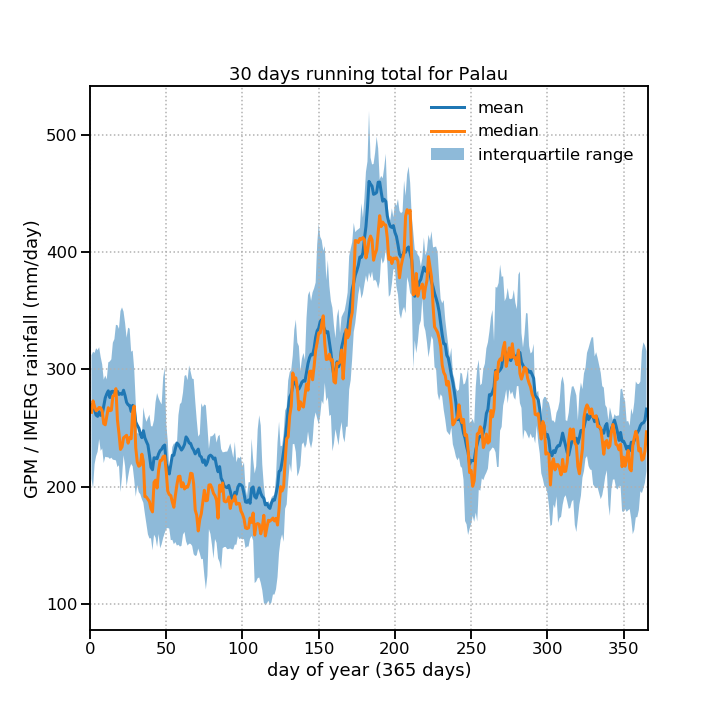 30 days running total for Palau
mean
median
interquartile range
GPM / IMERG rainfall (mm/day)
500
400
300
200
100
0 50 100 150 200 250 300 350
day of year (365 days)